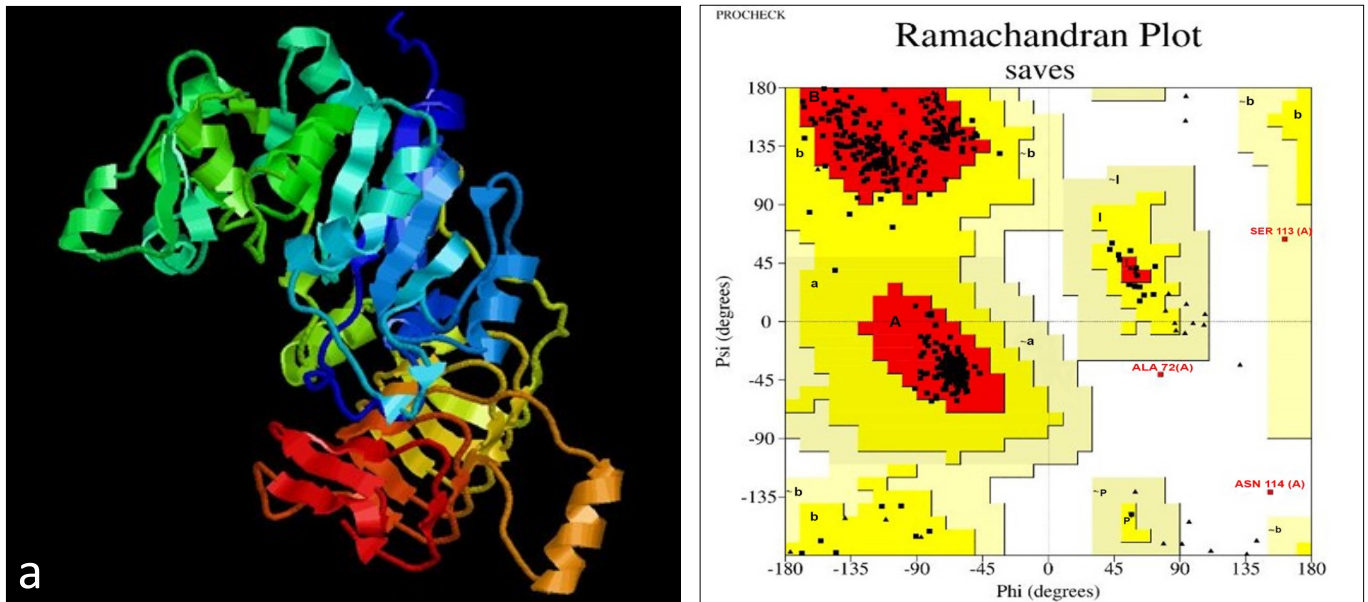 a
PROCHECK
Ramachandran Plot
saves
B
~b
b
b
~b
~l
l
SER 113 (A)
a
A
~a
ALA 72(A)
~b
b
~P
P
ASN 114 (A)
~b
180
135
90
45
0
-45
-90
-135
-180
-135
-90
-45
0
45
90
135
180
Psi (degrees)
Phi (degrees)